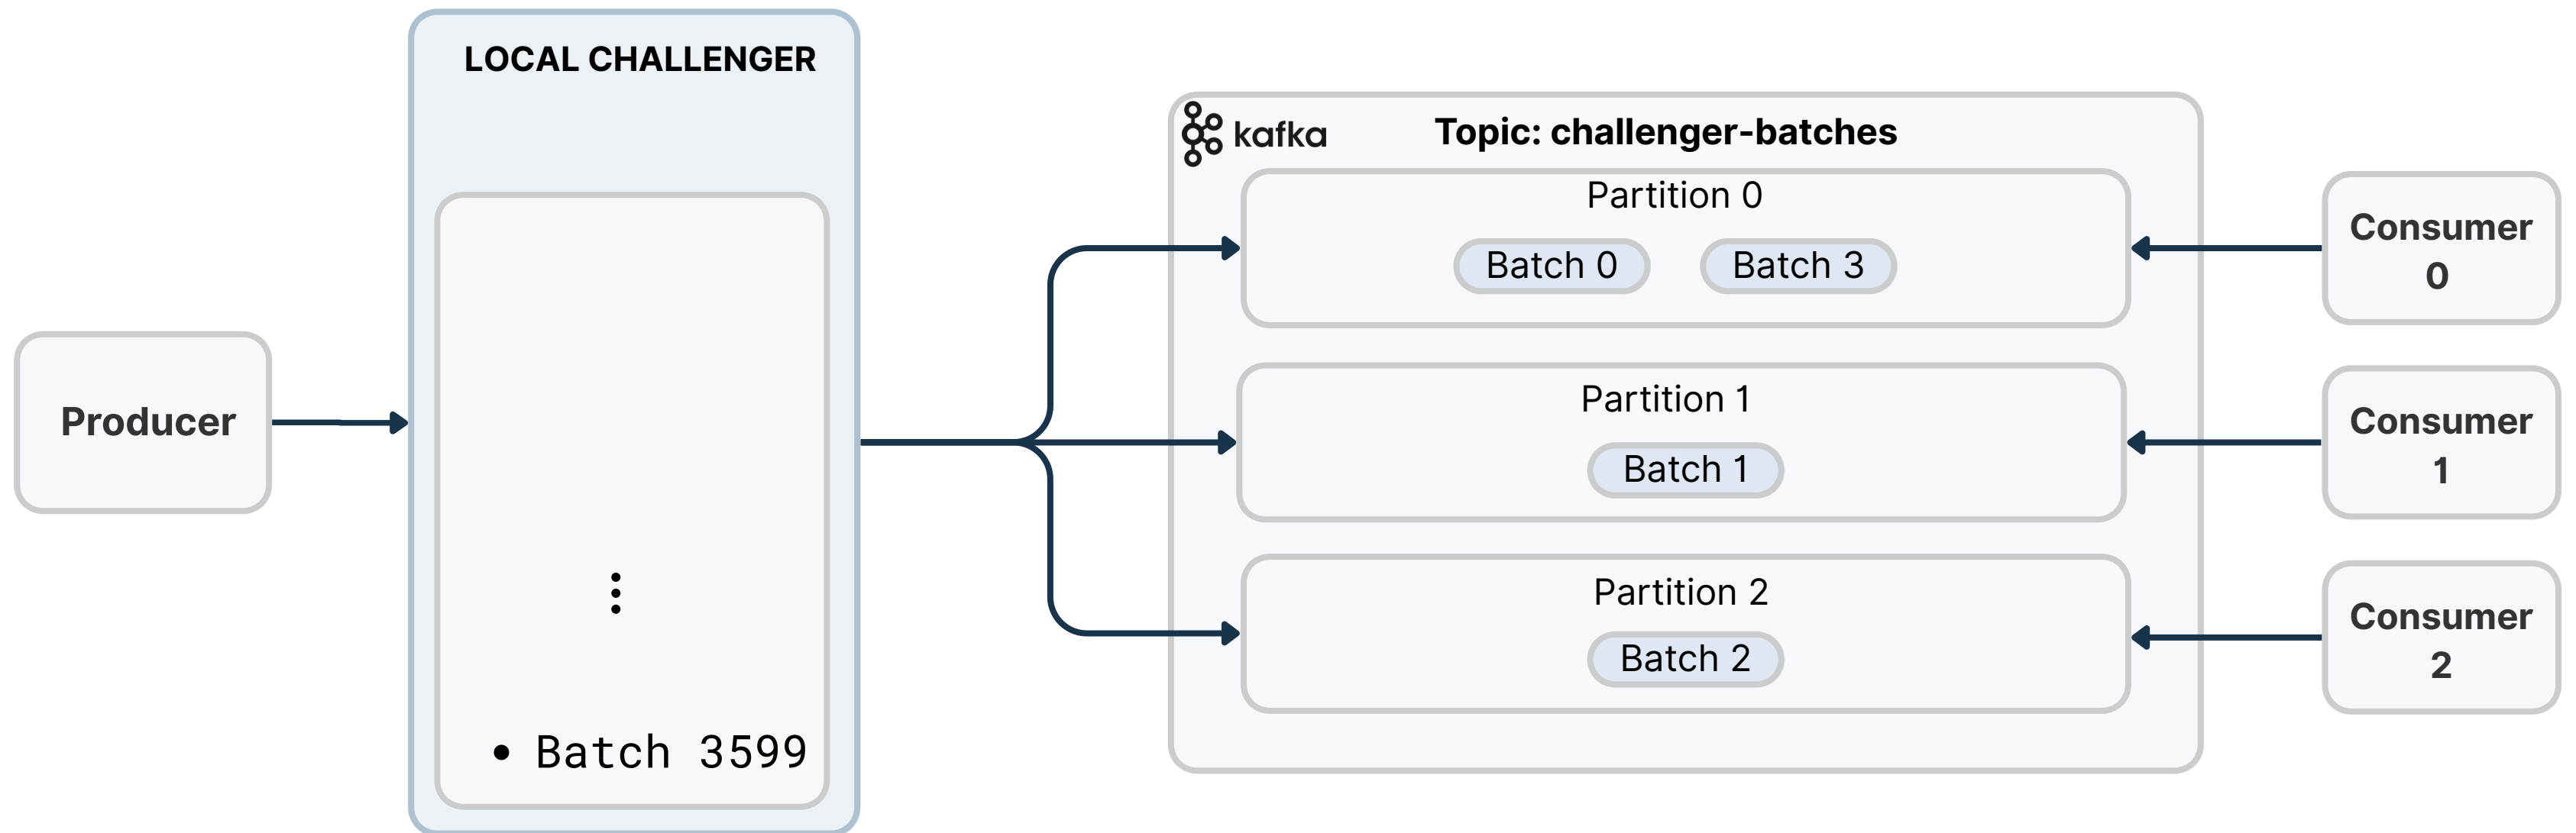 LOCAL CHALLENGER
Producer
⋮
• Batch 3599
kafka
Topic: challenger-batches
Partition 0
Batch 0 Batch 3
Partition 1
Batch 1
Partition 2
Batch 2
Consumer
0
Consumer
1
Consumer
2